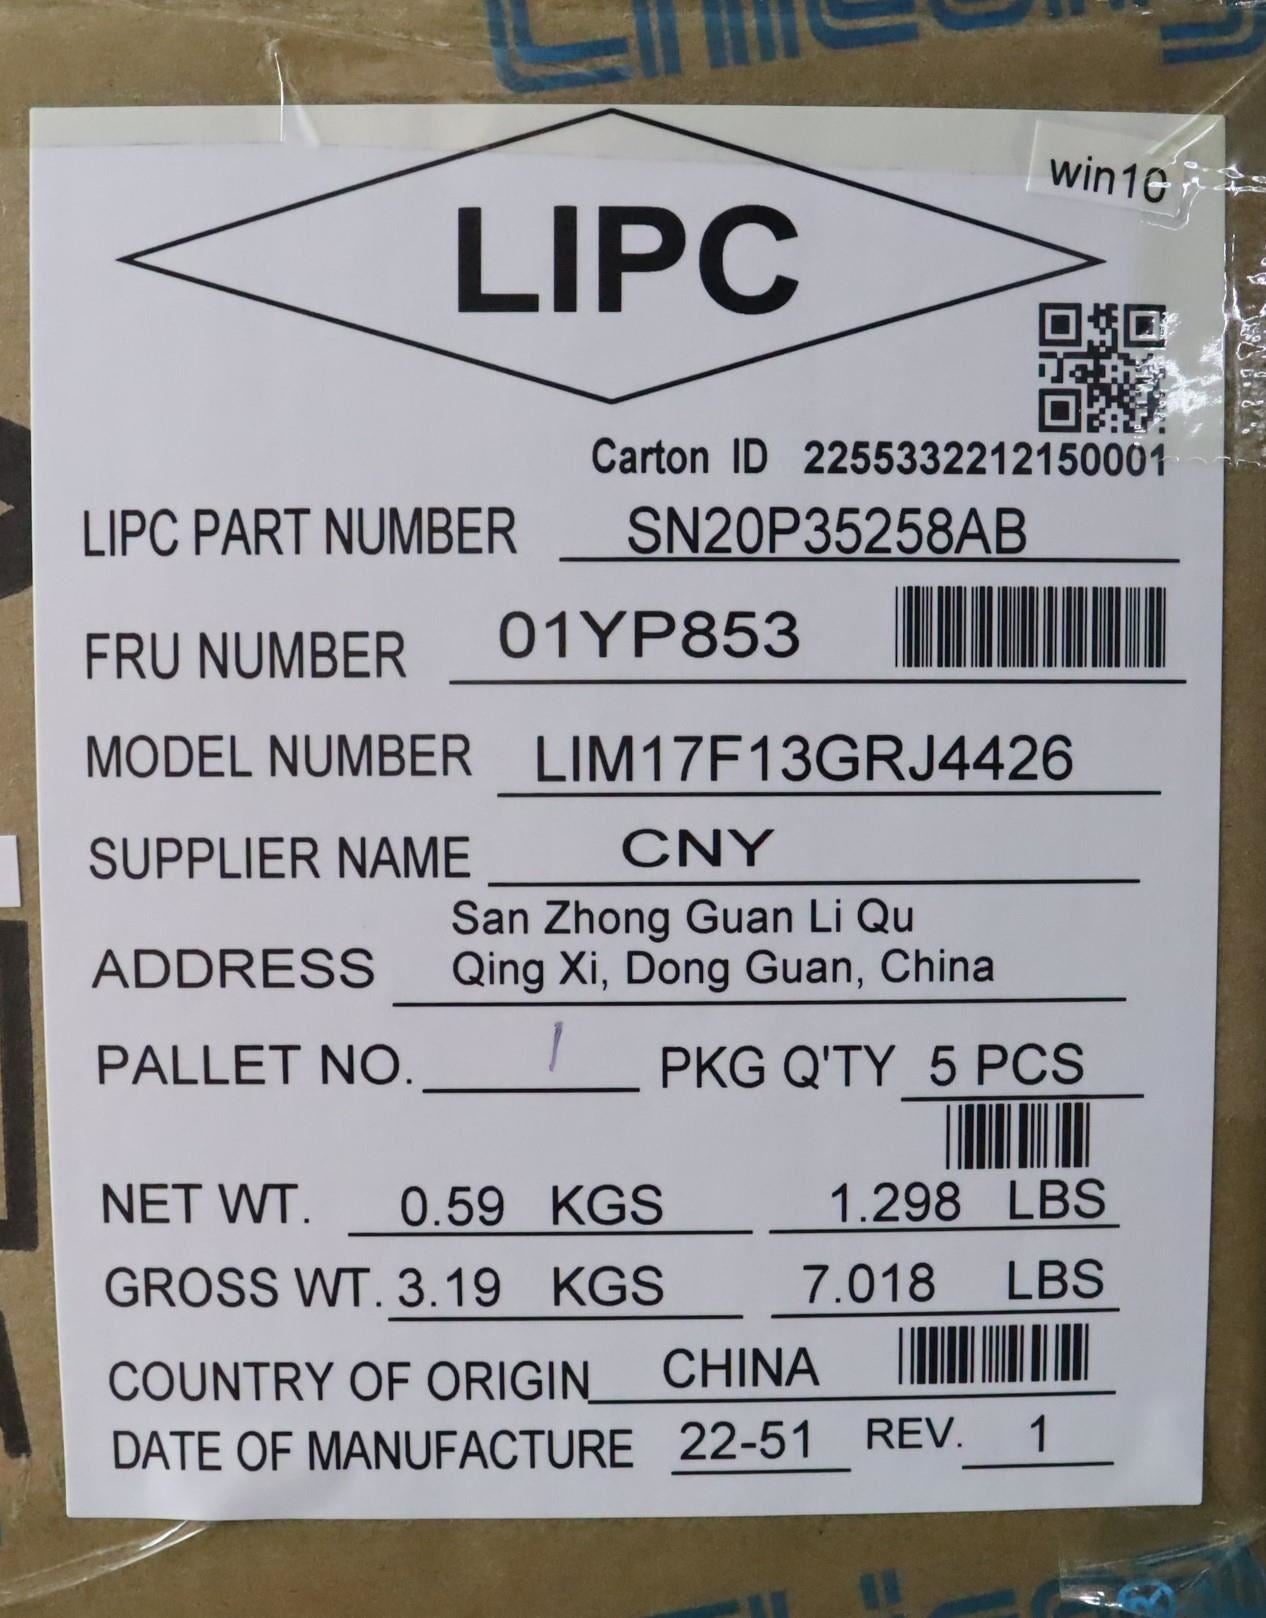 win10
LIPC
Carton ID 2255332212150001
LIPC PART NUMBER SN20P35258AB
FRU NUMBER 01YP853
MODEL NUMBER LIM17F13GRJ4426
SUPPLIER NAME CNY
ADDRESS San Zhong Guan Li Qu
Qing Xi, Dong Guan, China
PALLET NO. 1 PKG Q'TY 5 PCS
NET WT. 0.59 KGS 1.298 LBS
GROSS WT. 3.19 KGS 7.018 LBS
COUNTRY OF ORIGIN CHINA
DATE OF MANUFACTURE 22-51 REV. 1